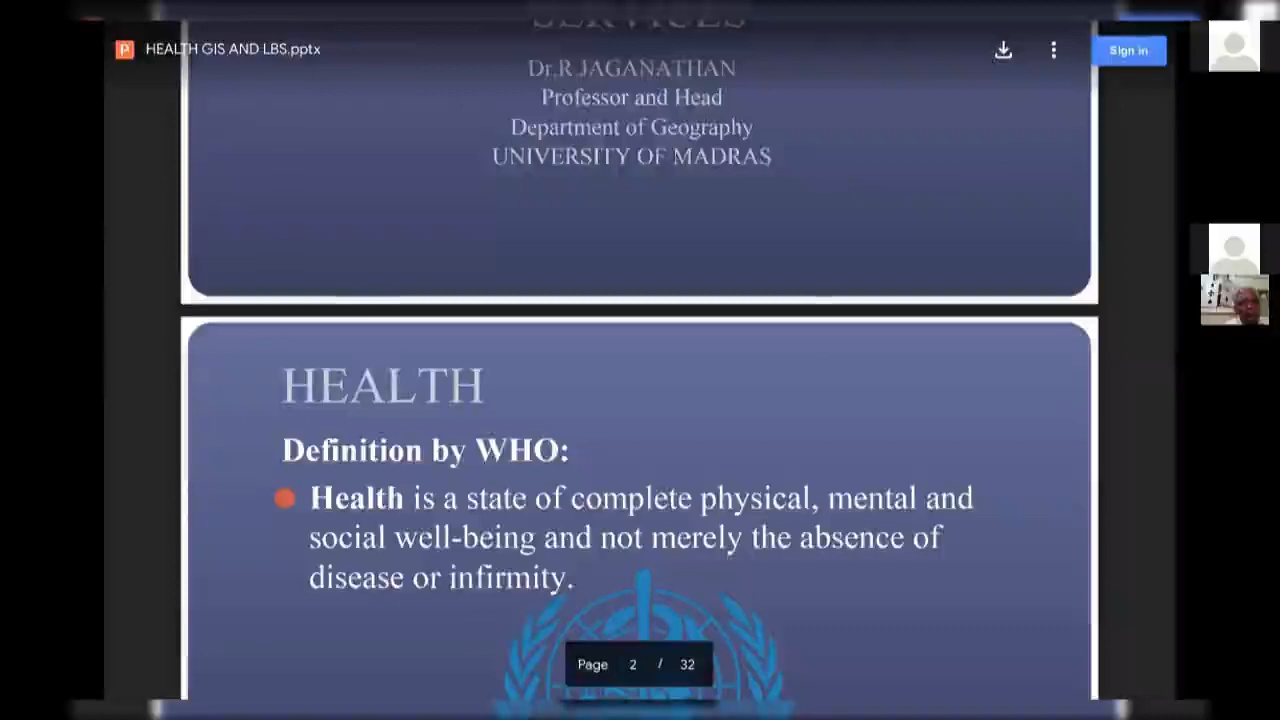 SERVICES
HEALTH GIS AND LBS.pptx
Sign in
Dr.R.JAGANATHAN
Professor and Head
Department of Geography
UNIVERSITY OF MADRAS
HEALTH
Definition by WHO:
Health is a state of complete physical, mental and
social well-being and not merely the absence of
disease or infirmity.
Page 2 / 32